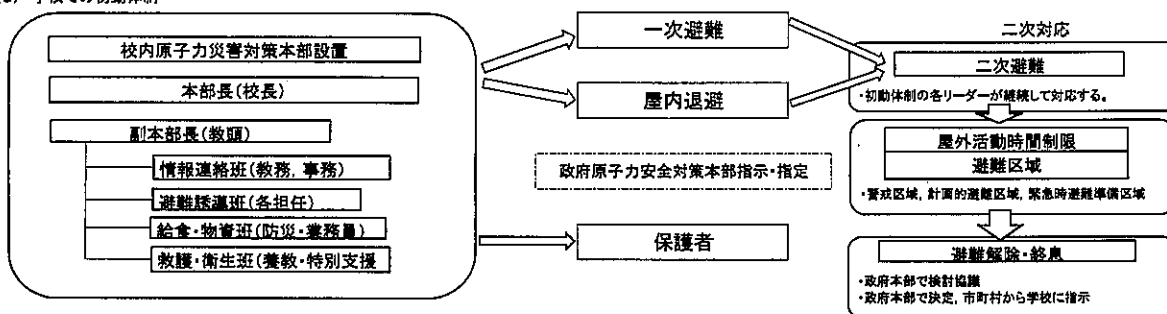 学校での初動体制
校内原子力災害対策本部設置
本部長(校長)
副本部長(教頭)
情報連絡班(教務, 事務)
避難誘導班(各担任)
給食・物資班(防災・業務員)
救護・衛生班(養教・特別支援
一次避難
屋内退避
政府原子力安全対策本部指示・指定
保護者
二次対応
二次避難
・初動体制の各リーダーが継続して対応する。
屋外活動時間制限
避難区域
・警戒区域, 計画的避難区域, 緊急時避難準備区域
避難解除・終息
・政府本部で検討協議
・政府本部で決定, 市町村から学校に指示